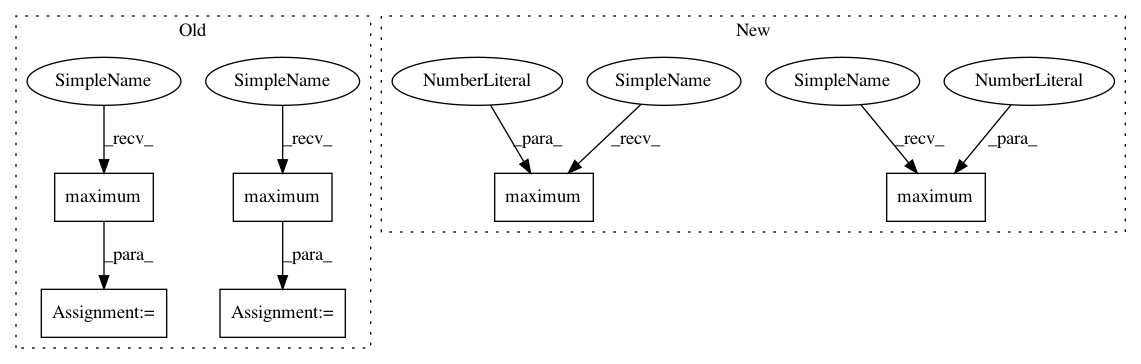 Old
New
SimpleName
SimpleName
NumberLiteral
SimpleName
SimpleName
NumberLiteral
_recv_
_recv_
_para_
_recv_
_recv_
_para_
maximum
maximum
maximum
maximum
_para_
_para_
Assignment:=
Assignment:=